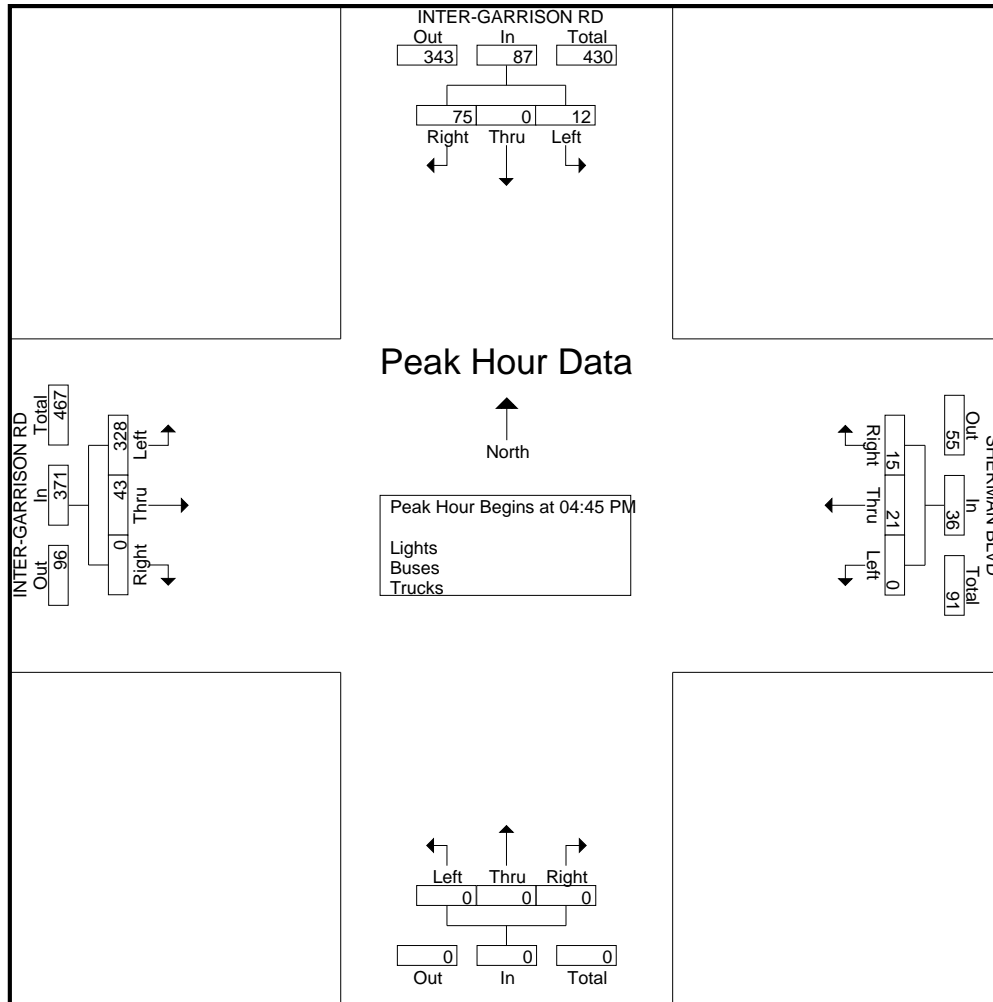 INTER-GARRISON RD
Out In Total
343 87 430
75 0 12
Right Thru Left
Peak Hour Data
North
Peak Hour Begins at 04:45 PM
Lights
Buses
Trucks
INTER-GARRISON RD
Out In Total
96 371 467
328 43 0
Left Thru Right
SHERMAN BLVD
Out In Total
55 36 91
15 21 0
Right Thru Left
Left Thru Right
0 0 0
0 0 0
Out In Total